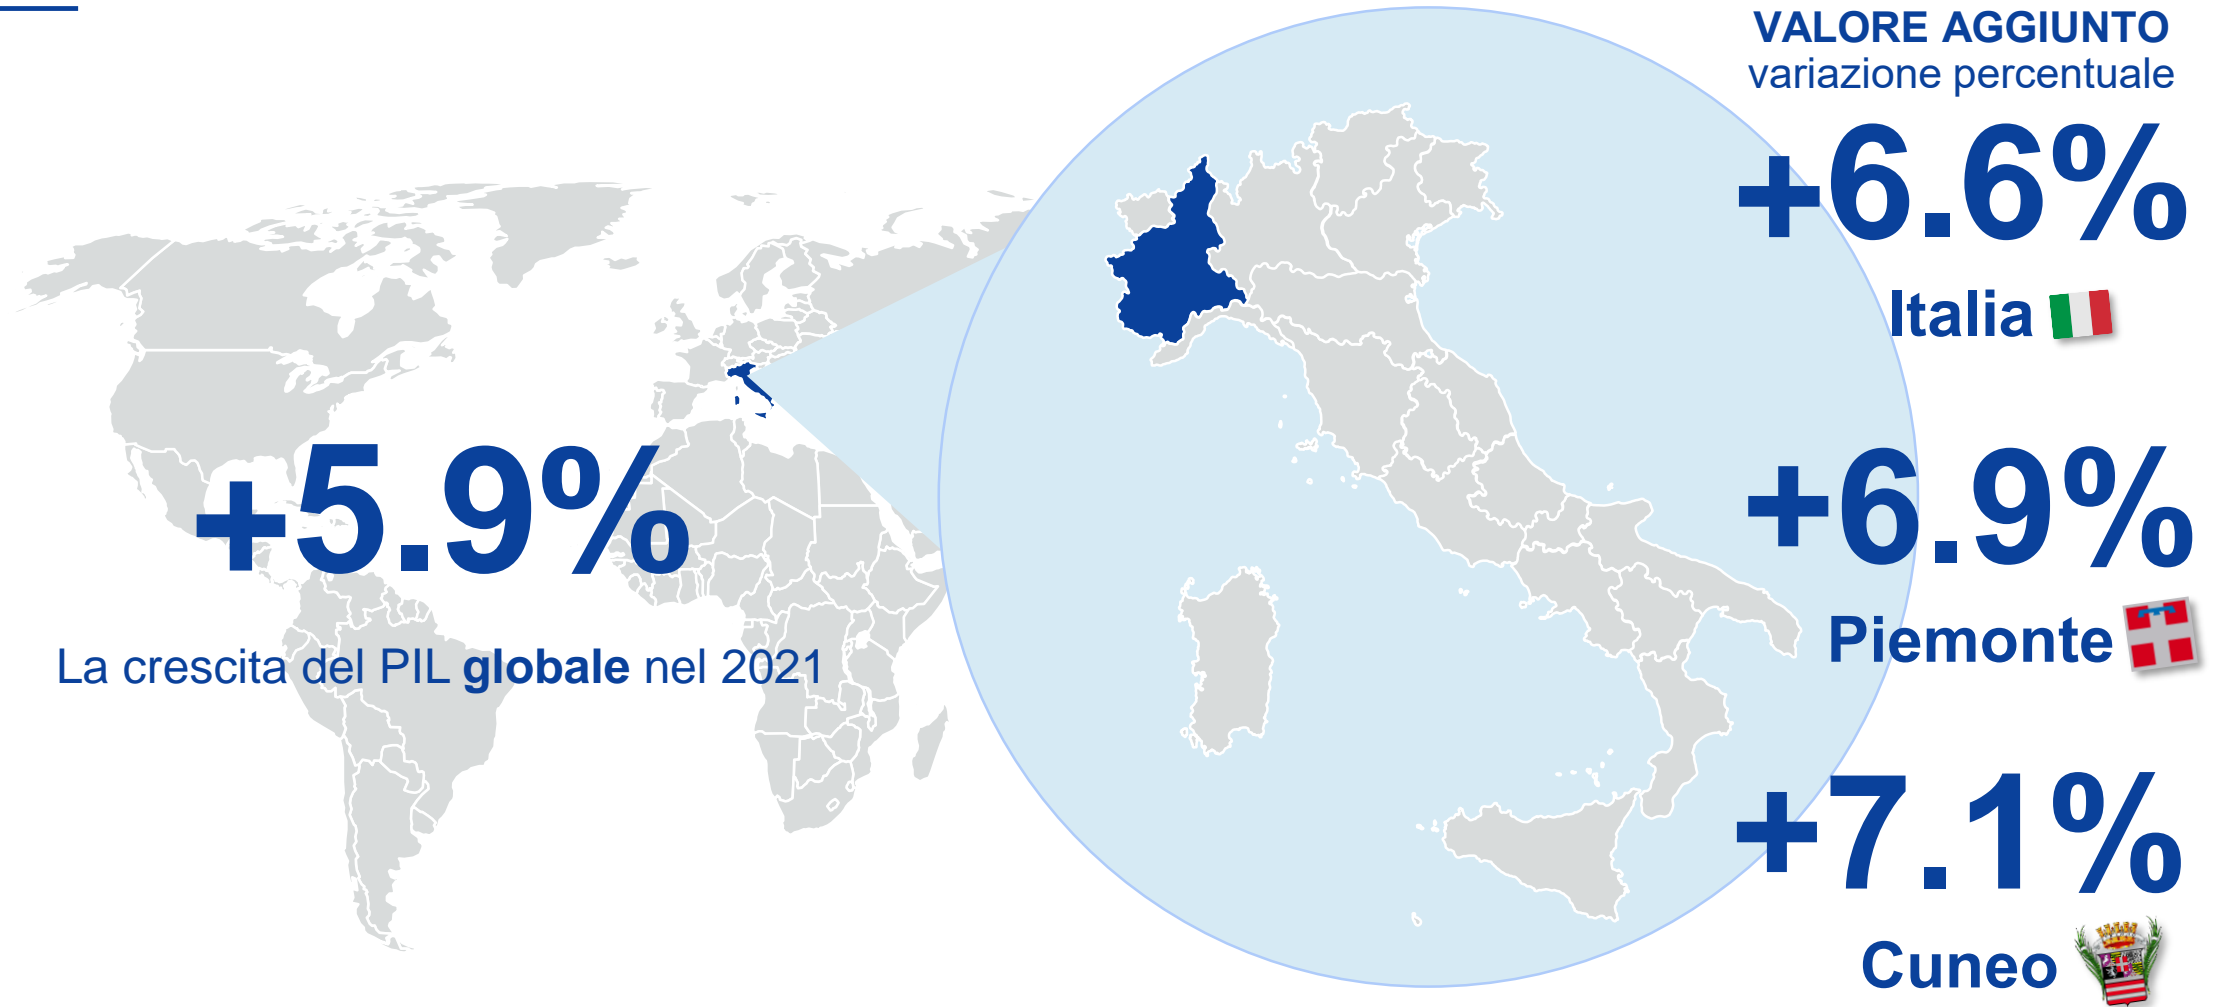 VALORE AGGIUNTO
variazione percentuale
+6.6%
Italia
+5.9%
La crescita del PIL globale nel 2021
+6.9%
Piemonte
+7.1%
Cuneo